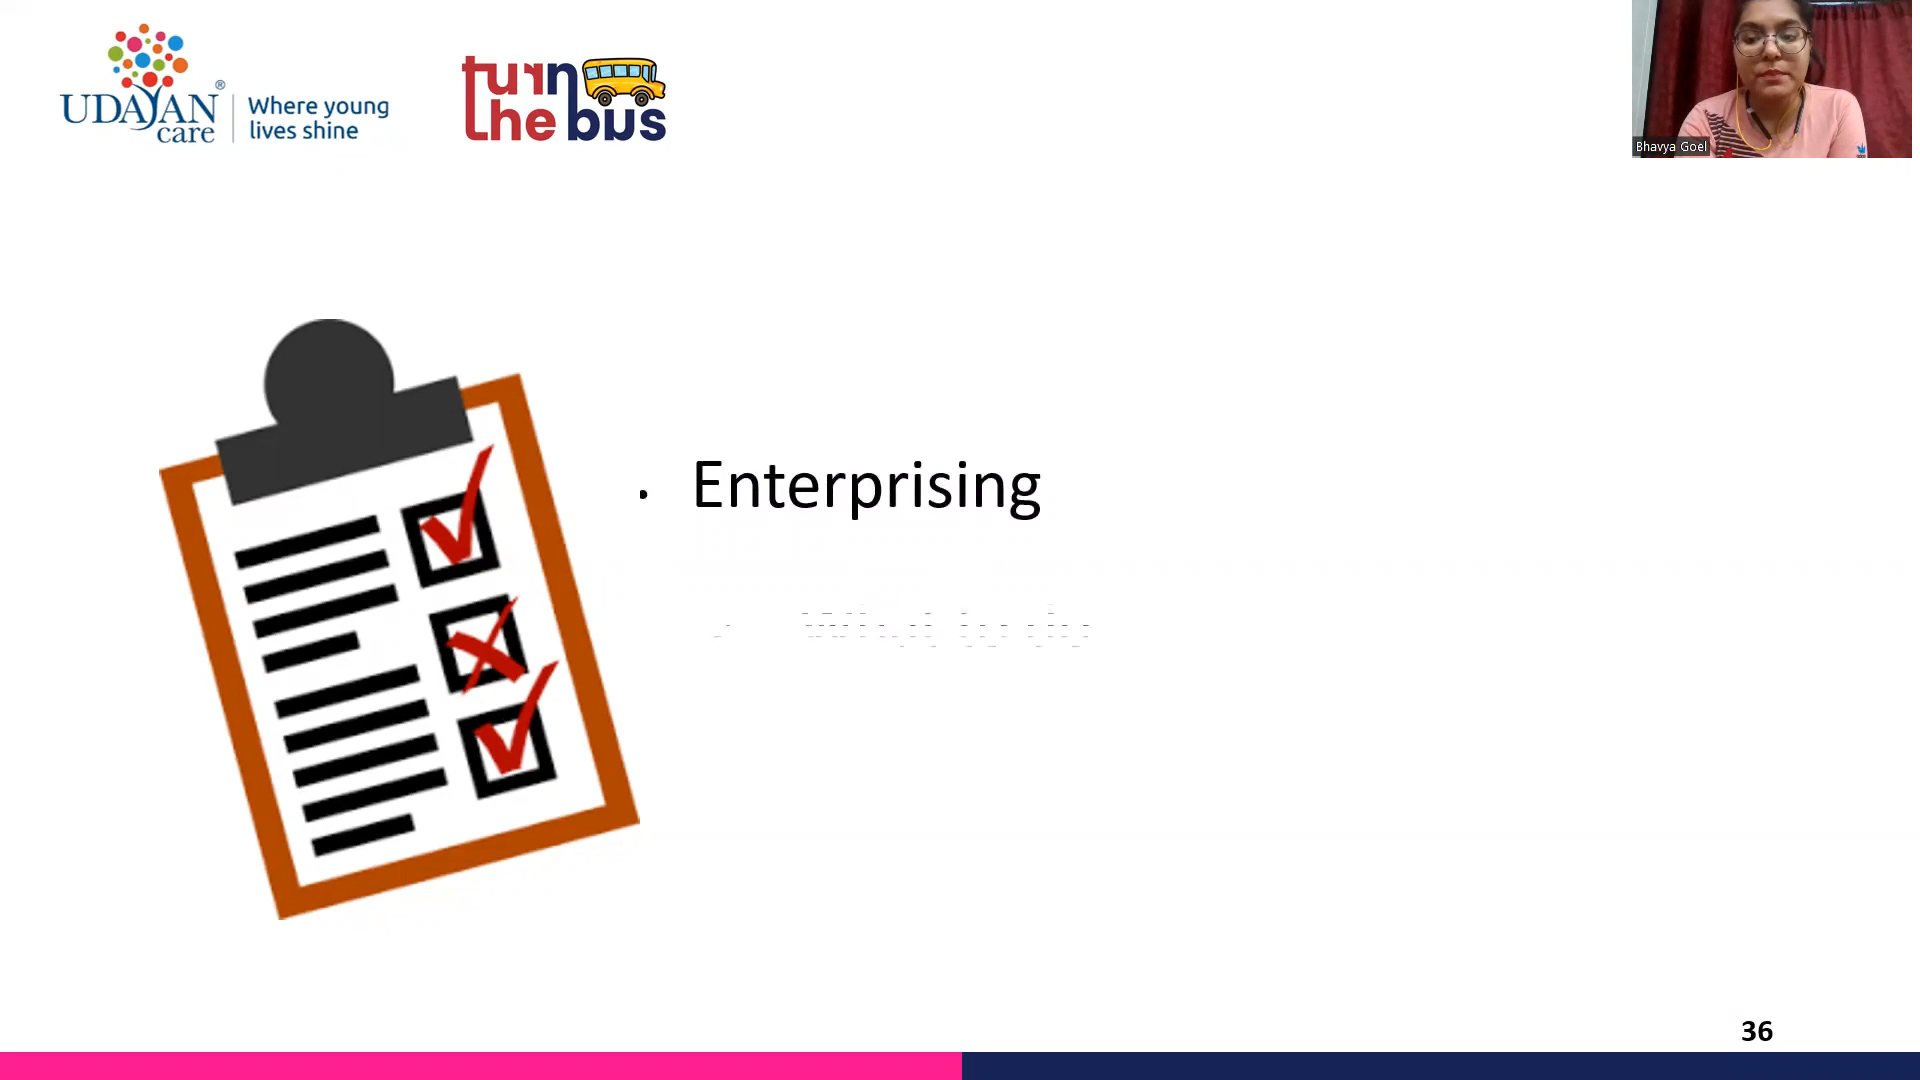 UDAYAN®
care
Where young
lives shine
turn
the bus
Bhavya Goel
• Enterprising
36